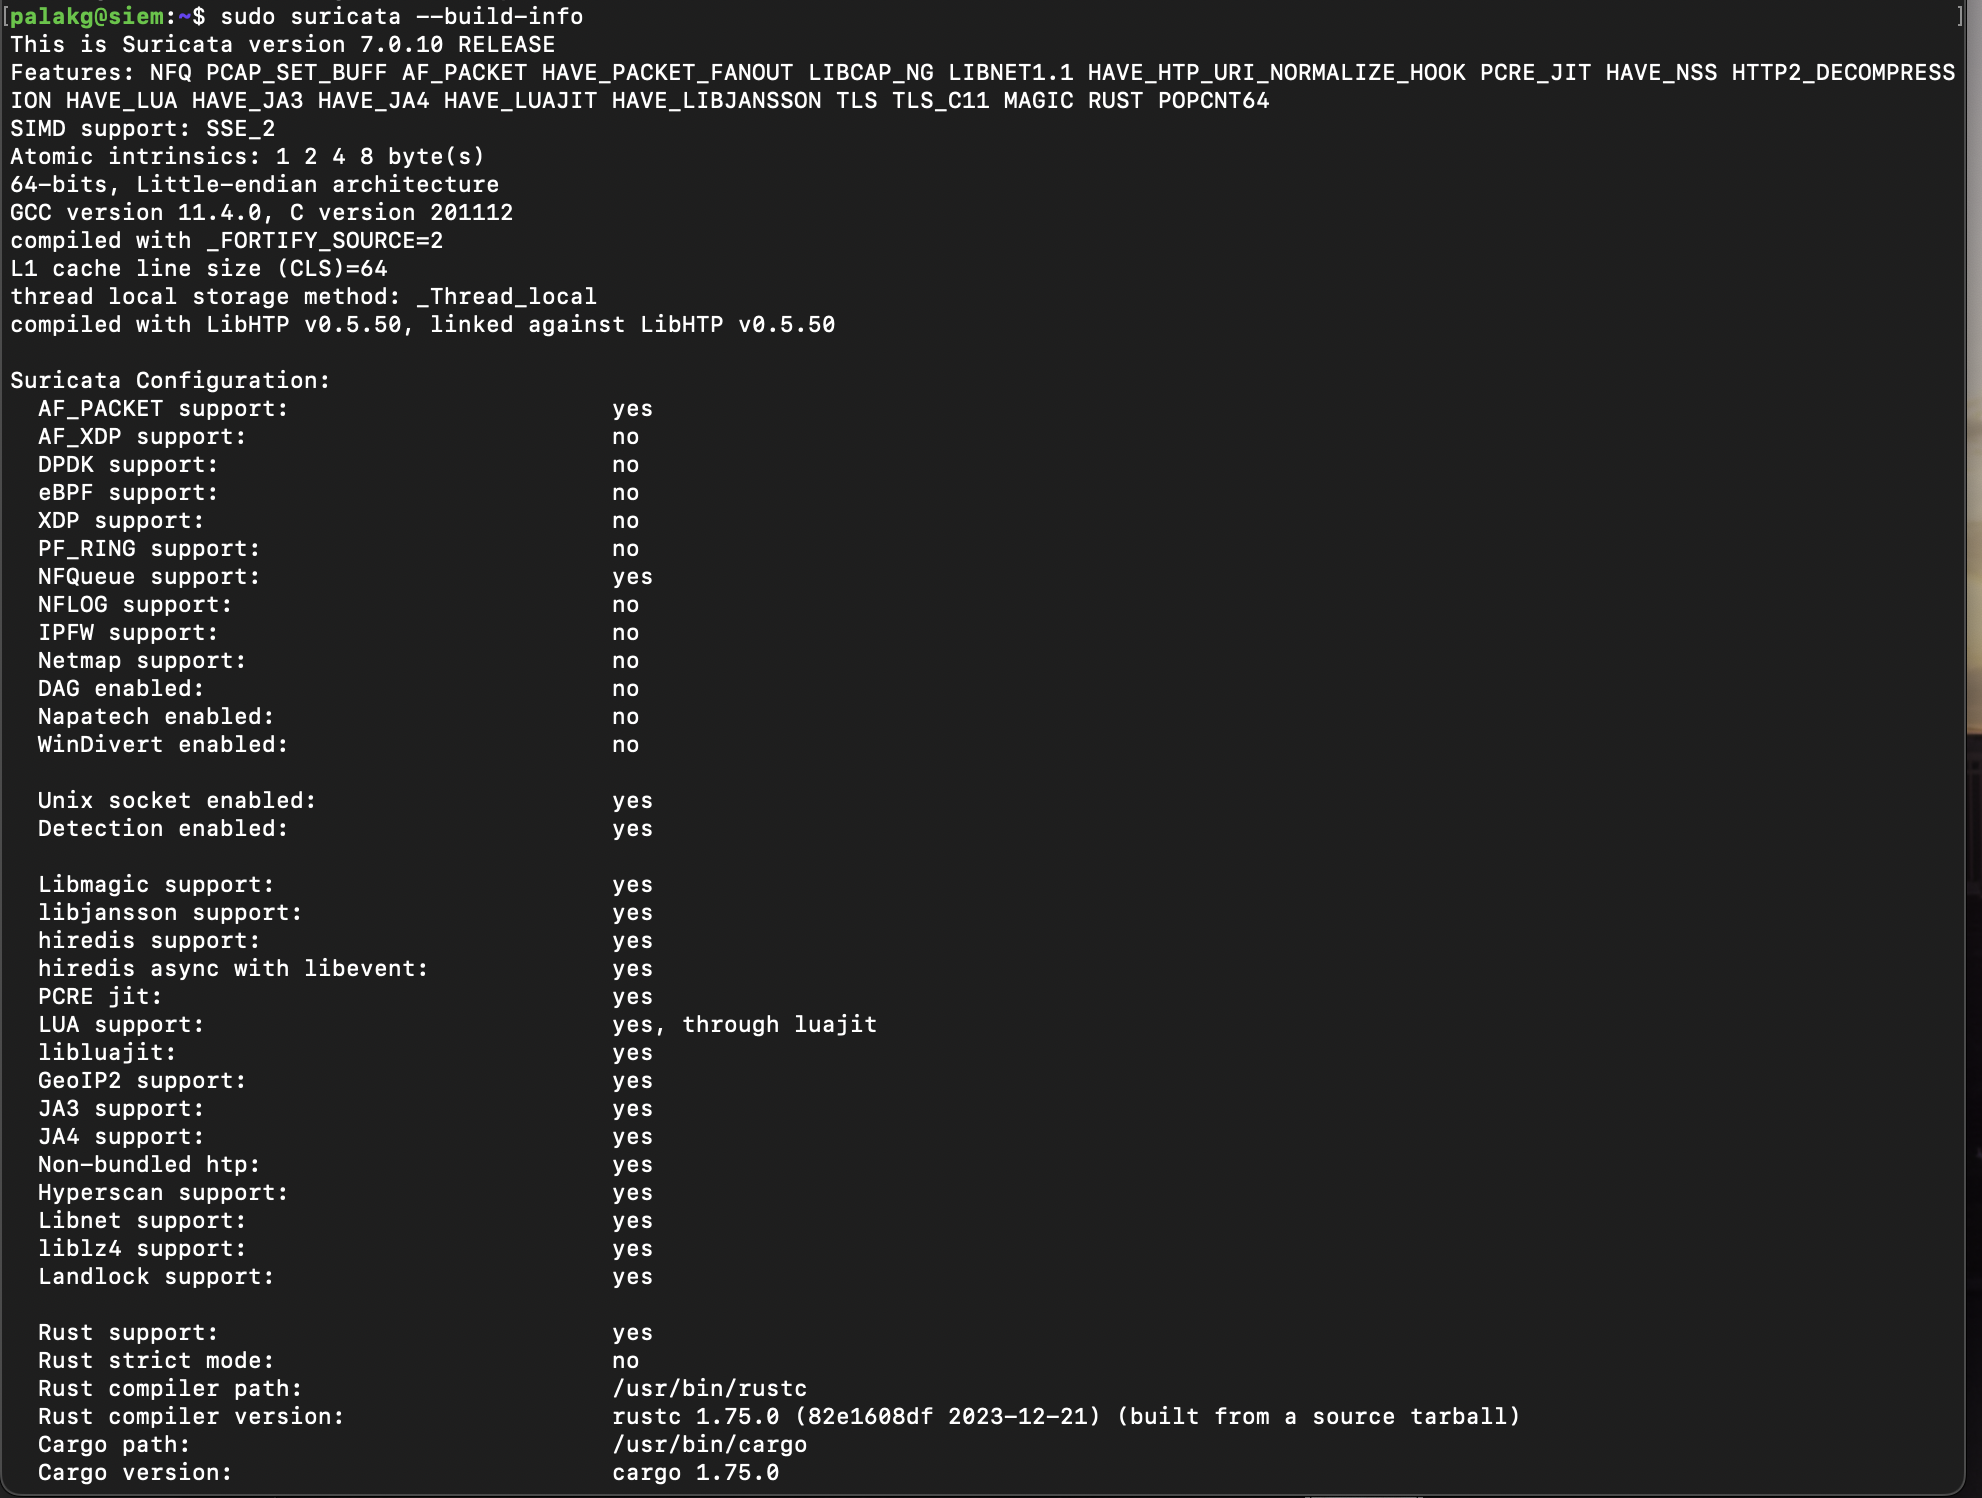 [palakg@siem:~$ sudo suricata --build-info ]
This is Suricata version 7.0.10 RELEASE
Features: NFQ PCAP_SET_BUFF AF_PACKET HAVE_PACKET_FANOUT LIBCAP_NG LIBNET1.1 HAVE_HTP_URI_NORMALIZE_HOOK PCRE_JIT HAVE_NSS HTTP2_DECOMPRESS
ION HAVE_LUA HAVE_JA3 HAVE_JA4 HAVE_LUAJIT HAVE_LIBJANSSON TLS TLS_C11 MAGIC RUST POPCNT64
SIMD support: SSE_2
Atomic intrinsics: 1 2 4 8 byte(s)
64-bits, Little-endian architecture
GCC version 11.4.0, C version 201112
compiled with _FORTIFY_SOURCE=2
L1 cache line size (CLS)=64
thread local storage method: _Thread_local
compiled with LibHTP v0.5.50, linked against LibHTP v0.5.50
Suricata Configuration:
AF_PACKET support: yes
AF_XDP support: no
DPDK support: no
eBPF support: no
XDP support: no
PF_RING support: no
NFQueue support: yes
NFLOG support: no
IPFW support: no
Netmap support: no
DAG enabled: no
Napatech enabled: no
WinDivert enabled: no
Unix socket enabled: yes
Detection enabled: yes
Libmagic support: yes
libjansson support: yes
hiredis support: yes
hiredis async with libevent: yes
PCRE jit: yes
LUA support: yes, through luajit
libluajit: yes
GeoIP2 support: yes
JA3 support: yes
JA4 support: yes
Non-bundled htp: yes
Hyperscan support: yes
Libnet support: yes
liblz4 support: yes
Landlock support: yes
Rust support: yes
Rust strict mode: no
Rust compiler path: /usr/bin/rustc
Rust compiler version: rustc 1.75.0 (82e1608df 2023-12-21) (built from a source tarball)
Cargo path: /usr/bin/cargo
Cargo version: cargo 1.75.0